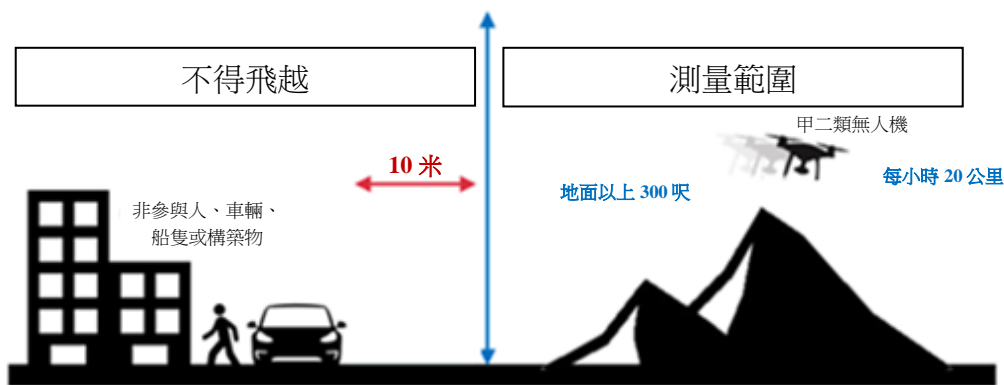 不得飛越
測量範圍
甲二類無人機
10 米
每小時 20 公里
地面以上 300 呎
非參與人、車輛、
船隻或構築物